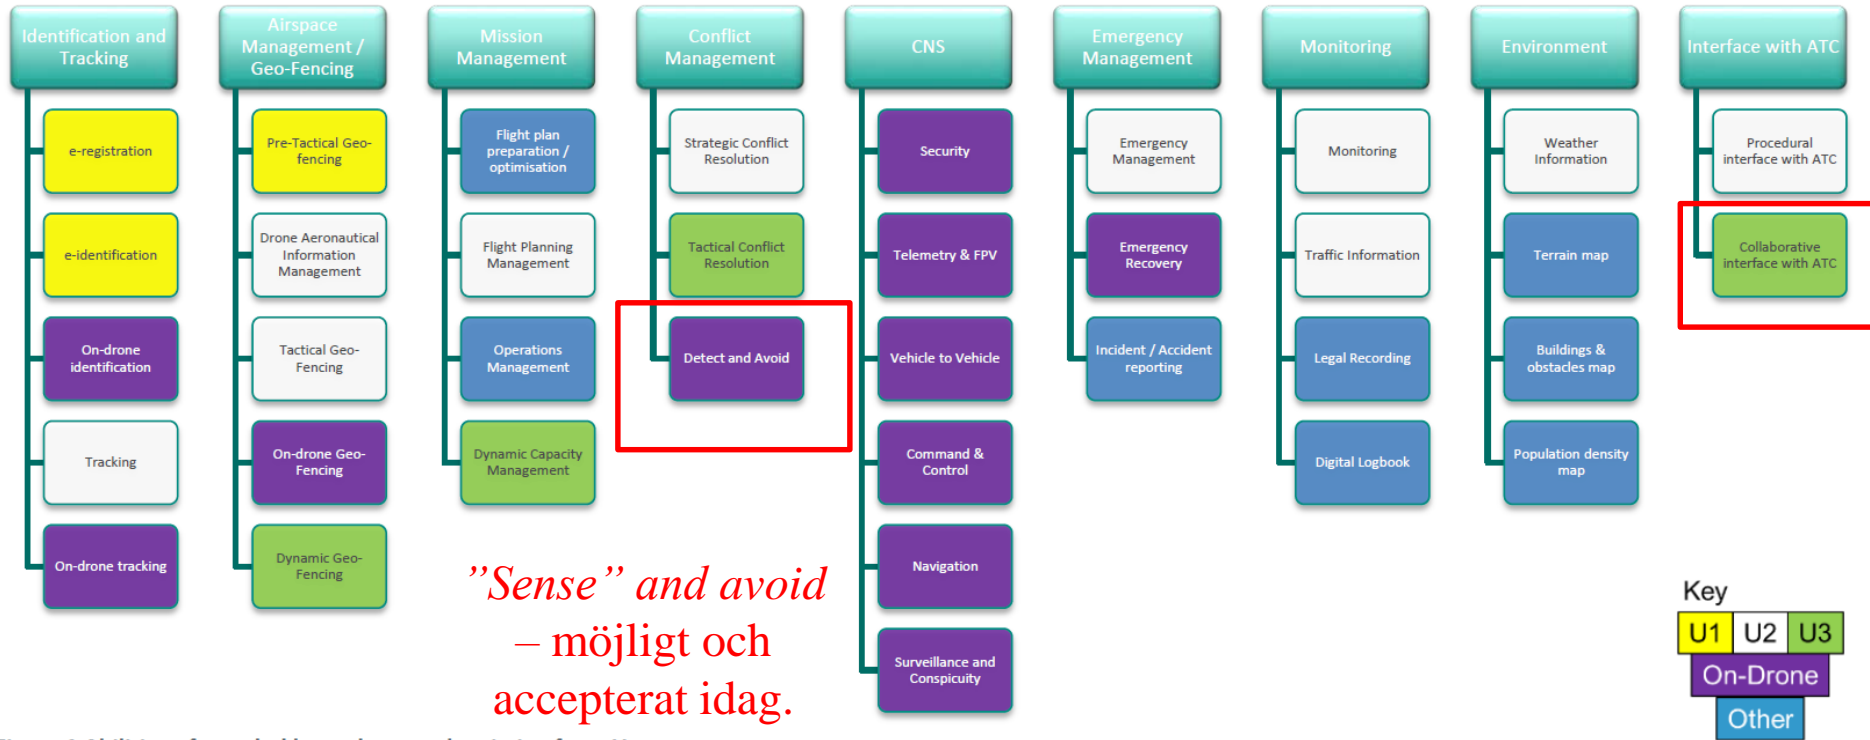 Identification and
Tracking
e-registration
e-identification
On-drone
identification
Tracking
On-drone tracking
Airspace
Management /
Geo-Fencing
Pre-Tactical Geo-
fencing
Drone Aeronautical
Information
Management
Tactical Geo-
Fencing
On-drone Geo-
Fencing
Dynamic Geo-
Fencing
Mission
Management
Flight plan
preparation /
optimisation
Flight Planning
Management
Operations
Management
Dynamic Capacity
Management
Conflict
Management
Strategic Conflict
Resolution
Tactical Conflict
Resolution
Detect and Avoid
CNS
Security
Telemetry & FPV
Vehicle to Vehicle
Command &
Control
Navigation
Surveillance and
Conspicuity
Emergency
Management
Emergency
Management
Emergency
Recovery
Incident / Accident
reporting
Monitoring
Monitoring
Traffic Information
Legal Recording
Digital Logbook
Environment
Weather
Information
Terrain map
Buildings &
obstacles map
Population density
map
Interface with ATC
Procedural
interface with ATC
Collaborative
interface with ATC
”Sense” and avoid
– möjligt och
accepterat idag.
Key
U1 U2 U3
On-Drone
Other